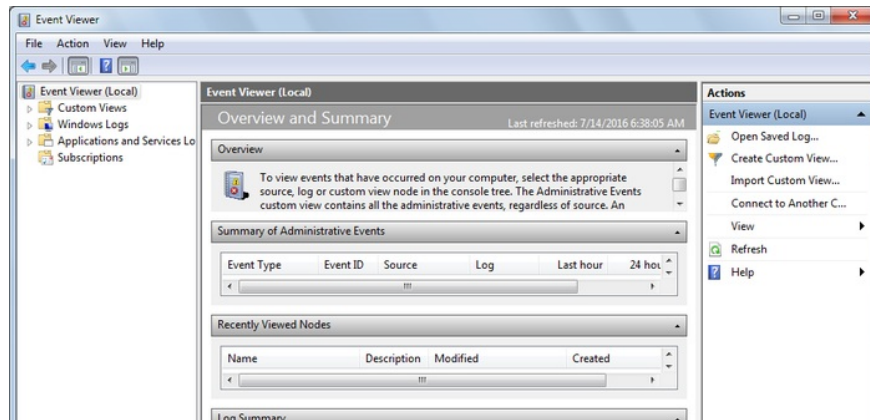 Event Viewer
File Action View Help
Event Viewer (Local)
Custom Views
Windows Logs
Applications and Services Lo
Subscriptions
Event Viewer (Local)
Overview and Summary
Last refreshed: 7/14/2016 6:38:05 AM
Overview
To view events that have occurred on your computer, select the appropriate
source, log or custom view node in the console tree. The Administrative Events
custom view contains all the administrative events, regardless of source. An
Summary of Administrative Events
Event Type Event ID Source Log Last hour 24 hou
Recently Viewed Nodes
Name Description Modified Created
Log Summary
Actions
Event Viewer (Local)
Open Saved Log...
Create Custom View...
Import Custom View...
Connect to Another C...
View
Refresh
Help